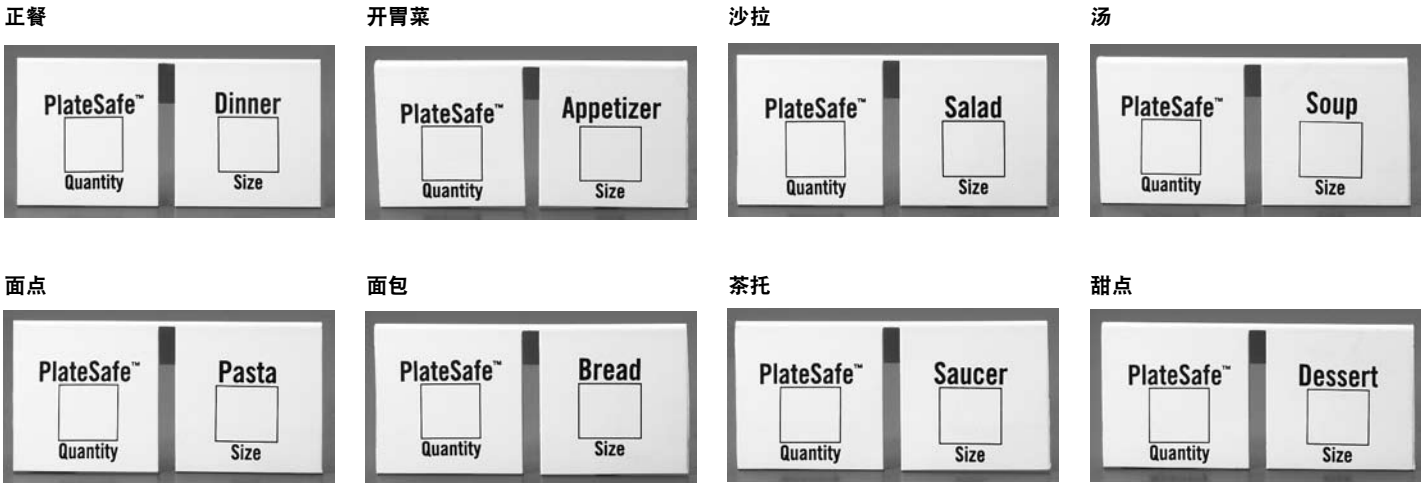 正餐
PlateSafe™
Quantity
Dinner
Size
开胃菜
PlateSafe™
Quantity
Appetizer
Size
沙拉
PlateSafe™
Quantity
Salad
Size
汤
PlateSafe™
Quantity
Soup
Size
面点
PlateSafe™
Quantity
Pasta
Size
面包
PlateSafe™
Quantity
Bread
Size
茶托
PlateSafe™
Quantity
Saucer
Size
甜点
PlateSafe™
Quantity
Dessert
Size